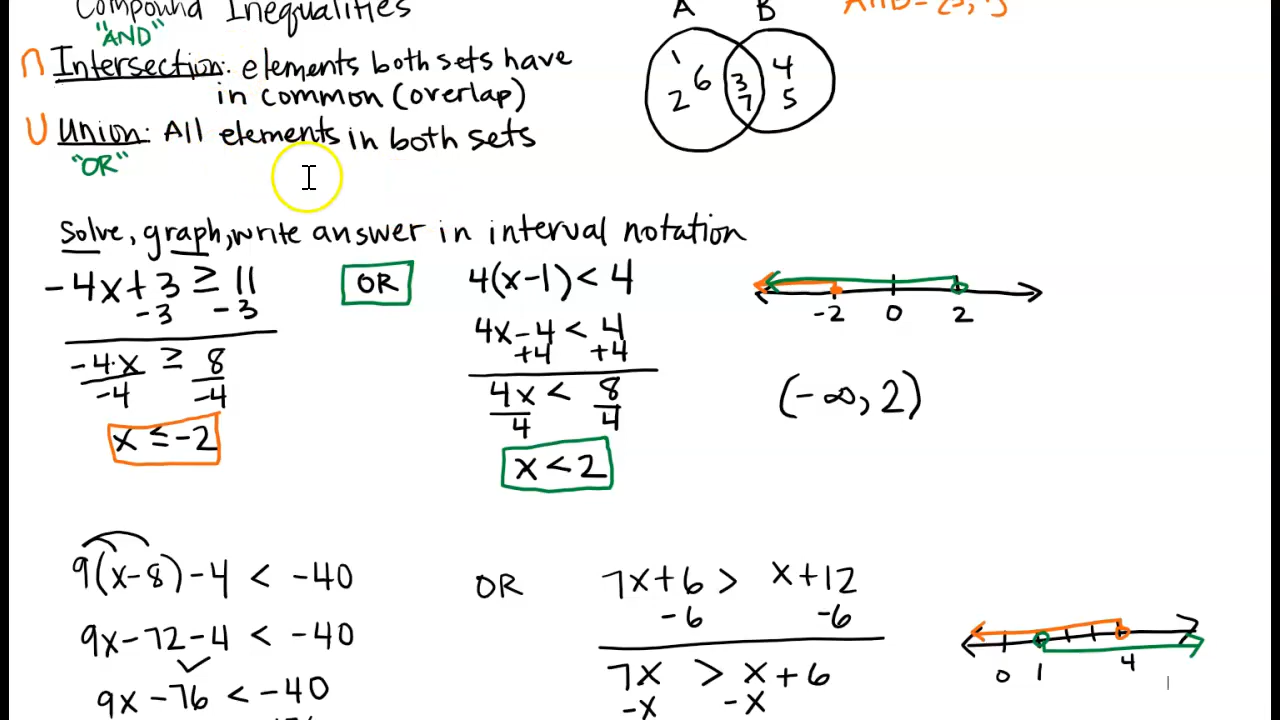 Compound Inequalities
"AND"
∩ Intersection: elements both sets have
in common (overlap)
U Union: All elements in both sets
"OR"
A B
1 6 2 3 7 4 5
Solve, graph, write answer in interval notation
-4x+3 ≥ 11
-3 -3
-4·x ≥ 8
-4 -4
x ≤ -2
OR
4(x-1) < 4
4x-4 < 4
+4 +4
4x < 8
4 4
x < 2
-2 0 2
(-∞, 2)
9(x-8)-4 < -40
9x-72-4 < -40
9x-76 < -40
OR
7x+6 > x+12
-6 -6
7x > x+6
-x -x
0 1 4